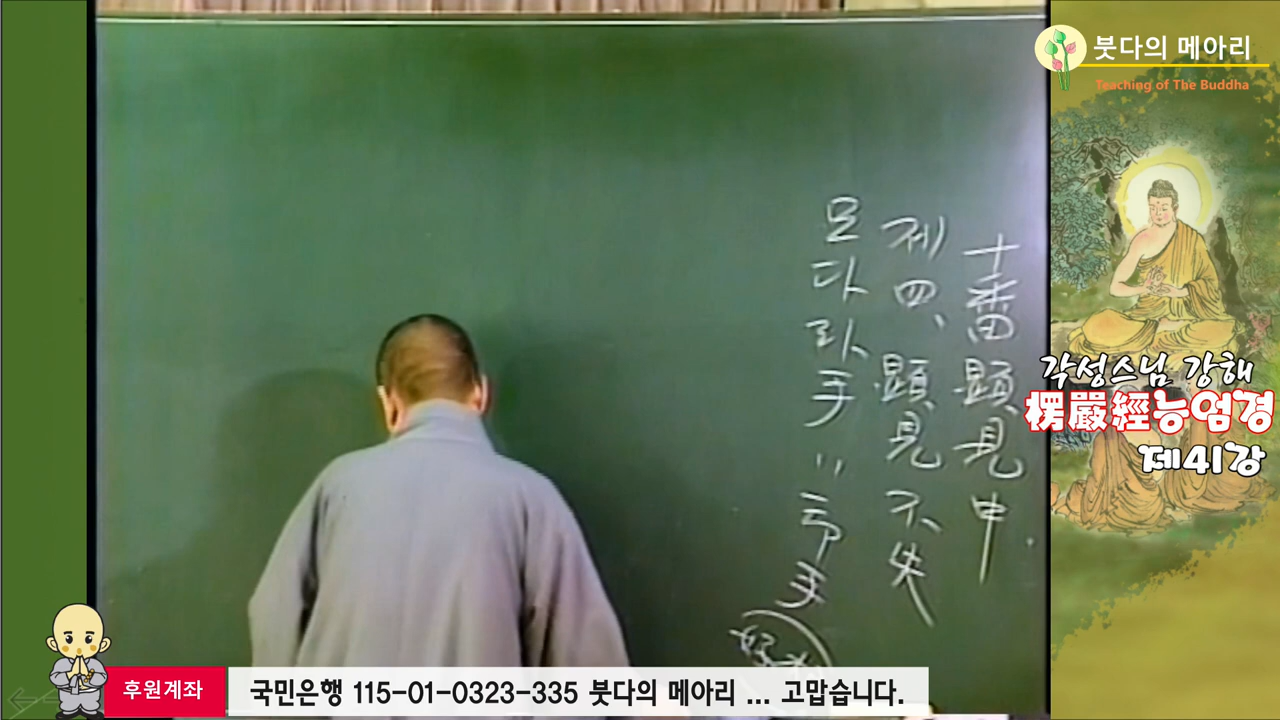 붓다의 메아리
Teaching of The Buddha
十番顯見中
제四、顯見不失
모다라手〃
각성스님 강해
楞嚴經능엄경
제41강
후원계좌
국민은행 115-01-0323-335 붓다의 메아리 ... 고맙습니다.